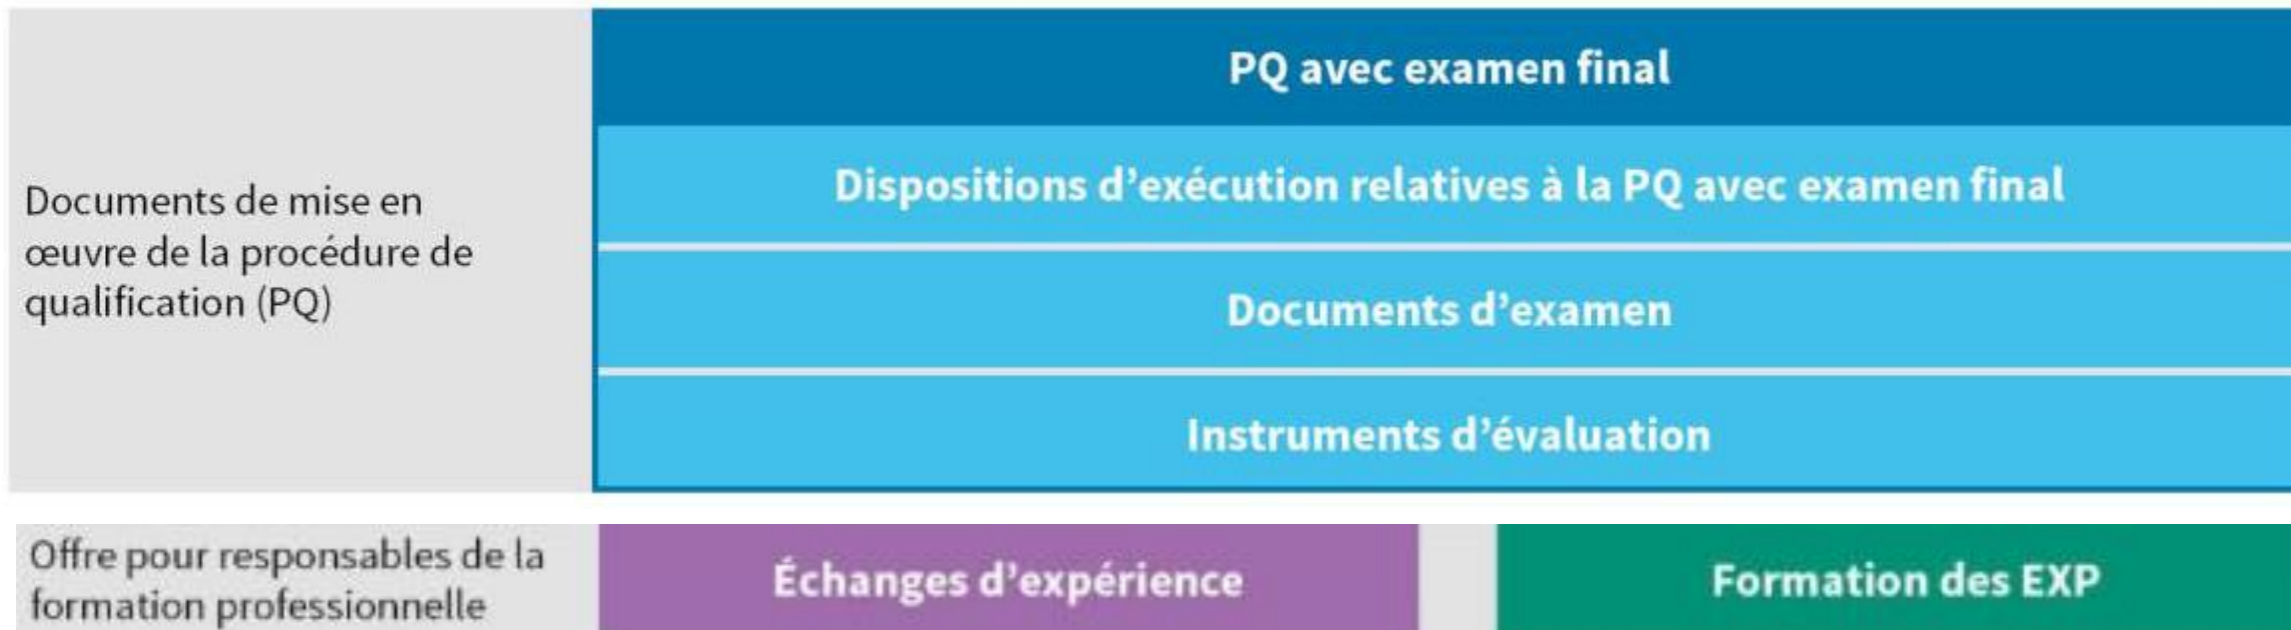 PQ avec examen final
Documents de mise en
œuvre de la procédure de
qualification (PQ)
Dispositions d’exécution relatives à la PQ avec examen final
Documents d’examen
Instruments d’évaluation
Offre pour responsables de la
formation professionnelle
Échanges d’expérience
Formation des EXP